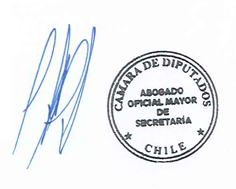 CAMARA DE DIPUTADOS
ABOGADO
OFICIAL MAYOR
DE
SECRETARÍA
★ CHILE ★